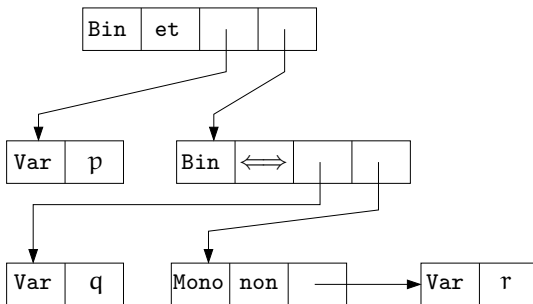 Bin et
Var p Bin ⟺
Var q Mono non Var r